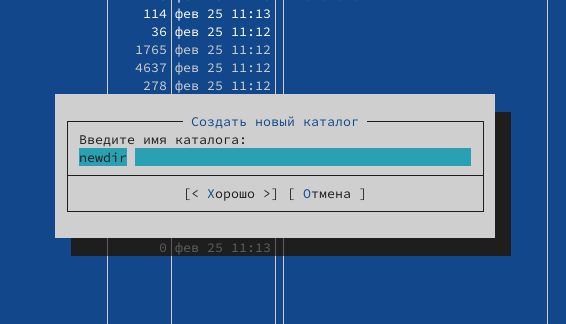 114 фев 25 11:13
36 фев 25 11:12
1765 фев 25 11:12
4637 фев 25 11:12
278 фев 25 11:12
Создать новый каталог
Введите имя каталога:
newdir
[< Хорошо >] [ Отмена ]
0 фев 25 11:13